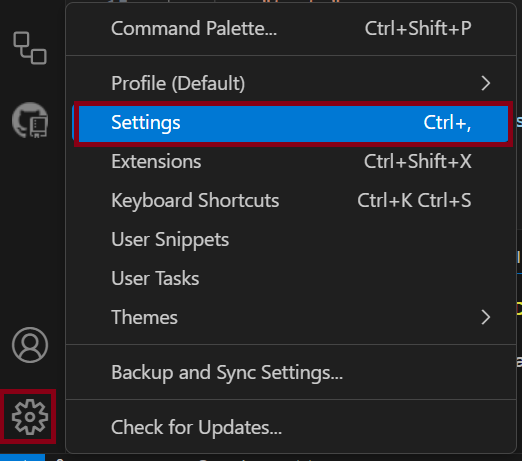 Command Palette... Ctrl+Shift+P
Profile (Default)
Settings Ctrl+,
Extensions Ctrl+Shift+X
Keyboard Shortcuts Ctrl+K Ctrl+S
User Snippets
User Tasks
Themes
Backup and Sync Settings...
Check for Updates...